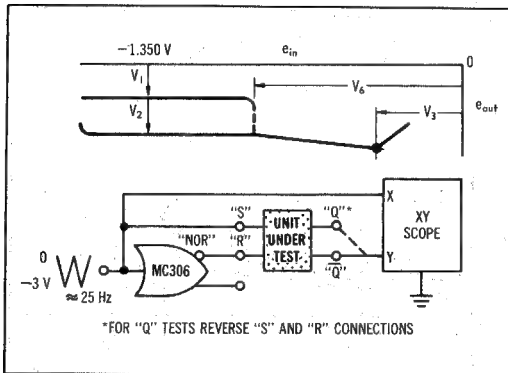 −1.350 V
e_in
0
V₁
V₆
V₂
V₃
e_out
X
"S"
UNIT UNDER TEST
"Q"*
"NOR"
"R"
XY SCOPE
0
MC306
"Q̅"
Y
−3 V
≈ 25 Hz
*FOR "Q" TESTS REVERSE "S" AND "R" CONNECTIONS